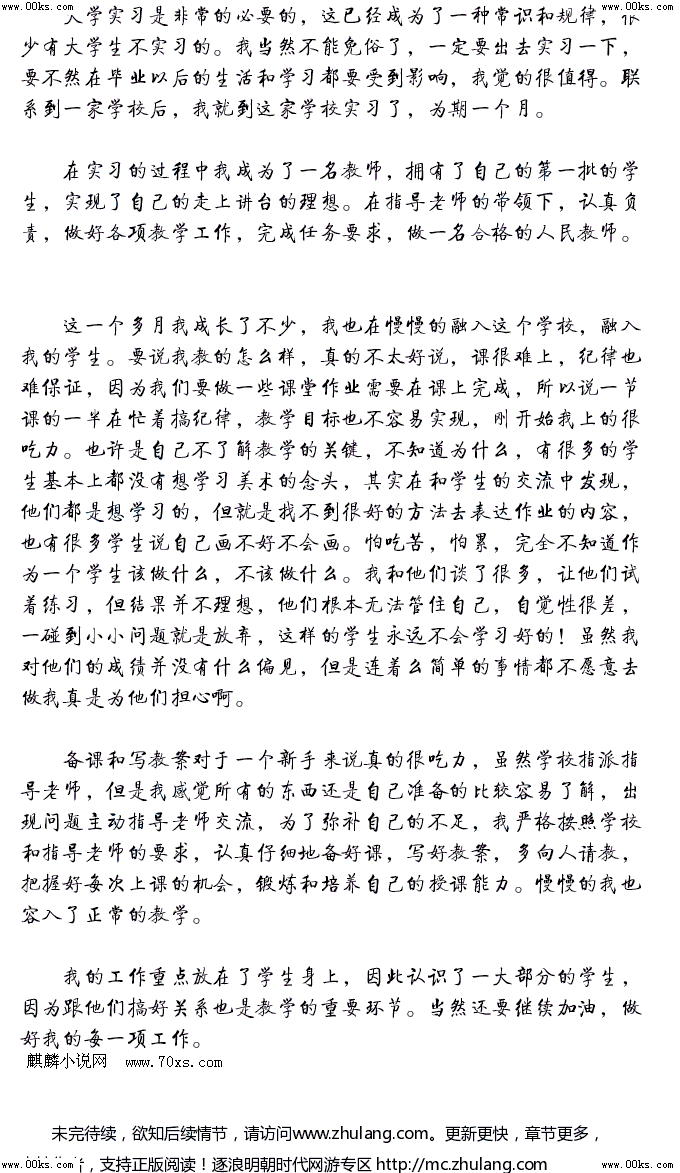 www.00ks.com www.00ks.com
大学实习是非常的必要的，这已经成为了一种常识和规律，很
少有大学生不实习的。我当然不能免俗了，一定要出去实习一下，
要不然在毕业以后的生活和学习都要受到影响，我觉的很值得。联
系到一家学校后，我就到这家学校实习了，为期一个月。
在实习的过程中我成为了一名教师，拥有了自己的第一批的学
生，实现了自己的走上讲台的理想。在指导老师的带领下，认真负
责，做好各项教学工作，完成任务要求，做一名合格的人民教师。
这一个多月我成长了不少，我也在慢慢的融入这个学校，融入
我的学生。要说我教的怎么样，真的不太好说，课很难上，纪律也
难保证，因为我们要做一些课堂作业需要在课上完成，所以说一节
课的一半在忙着搞纪律，教学目标也不容易实现，刚开始我上的很
吃力。也许是自己不了解教学的关键，不知道为什么，有很多的学
生基本上都没有想学习美术的念头，其实在和学生的交流中发现，
他们都是想学习的，但就是找不到很好的方法去表达作业的内容，
也有很多学生说自己画不好不会画。怕吃苦，怕累，完全不知道作
为一个学生该做什么，不该做什么。我和他们谈了很多，让他们试
着练习，但结果并不理想，他们根本无法管住自己，自觉性很差，
一碰到小小问题就是放弃，这样的学生永远不会学习好的！虽然我
对他们的成绩并没有什么偏见，但是连着么简单的事情都不愿意去
做我真是为他们担心啊。
备课和写教案对于一个新手来说真的很吃力，虽然学校指派指
导老师，但是我感觉所有的东西还是自己准备的比较容易了解，出
现问题主动指导老师交流，为了弥补自己的不足，我严格按照学校
和指导老师的要求，认真仔细地备好课，写好教案，多向人请教，
把握好每次上课的机会，锻炼和培养自己的授课能力。慢慢的我也
容入了正常的教学。
我的工作重点放在了学生身上，因此认识了一大部分的学生，
因为跟他们搞好关系也是教学的重要环节。当然还要继续加油，做
好我的每一项工作。
麒麟小说网 www.70xs.com
未完待续，欲知后续情节，请访问www.zhulang.com。更新更快，章节更多，
，支持正版阅读！逐浪明朝时代网游专区 http://mc.zhulang.com
www.00ks.com www.00ks.com